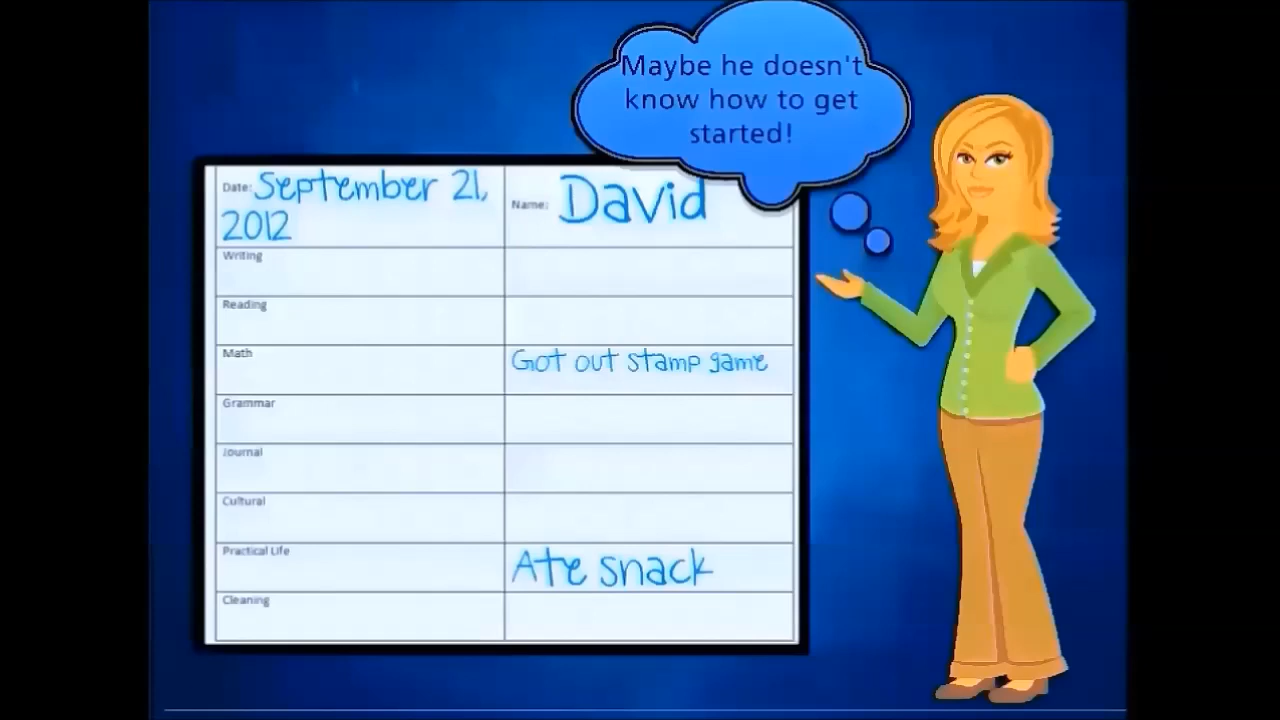 Maybe he doesn't
know how to get
started!
Date: September 21,
2012
Name: David
Writing
Reading
Math
Got out stamp game
Grammar
Journal
Cultural
Practical Life
Ate snack
Cleaning